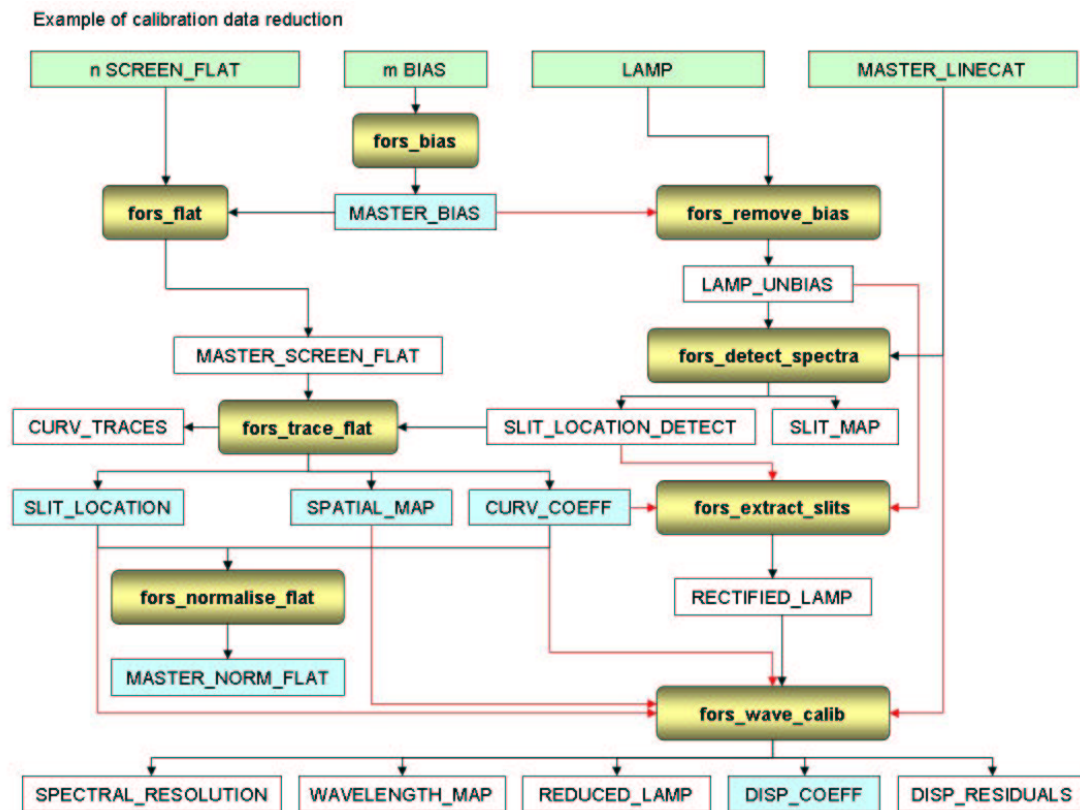 Example of calibration data reduction
n SCREEN_FLAT
m BIAS
LAMP
MASTER_LINECAT
fors_bias
fors_flat
MASTER_BIAS
fors_remove_bias
LAMP_UNBIAS
MASTER_SCREEN_FLAT
fors_detect_spectra
CURV_TRACES
fors_trace_flat
SLIT_LOCATION_DETECT
SLIT_MAP
SLIT_LOCATION
SPATIAL_MAP
CURV_COEFF
fors_extract_slits
fors_normalise_flat
RECTIFIED_LAMP
MASTER_NORM_FLAT
fors_wave_calib
SPECTRAL_RESOLUTION
WAVELENGTH_MAP
REDUCED_LAMP
DISP_COEFF
DISP_RESIDUALS